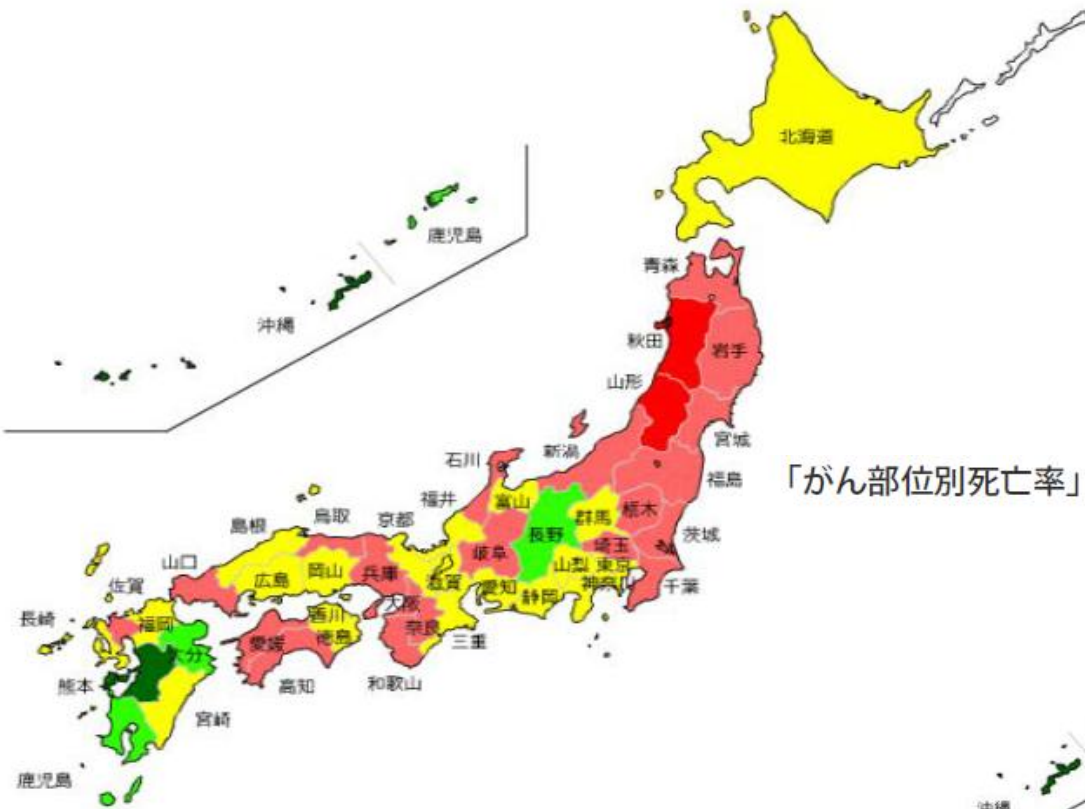 北海道
鹿児島
沖縄
青森
秋田
岩手
山形
宮城
新潟
石川
福島
「がん部位別死亡率」
福井
富山
群馬
栃木
長野
茨城
京都
鳥取
島根
岐阜
埼玉
山口
兵庫
滋賀
山梨
東京
岡山
広島
愛知
神奈川
千葉
佐賀
静岡
大阪
香川
奈良
長崎
福岡
徳島
三重
愛媛
大分
熊本
高知
和歌山
宮崎
鹿児島
沖縄